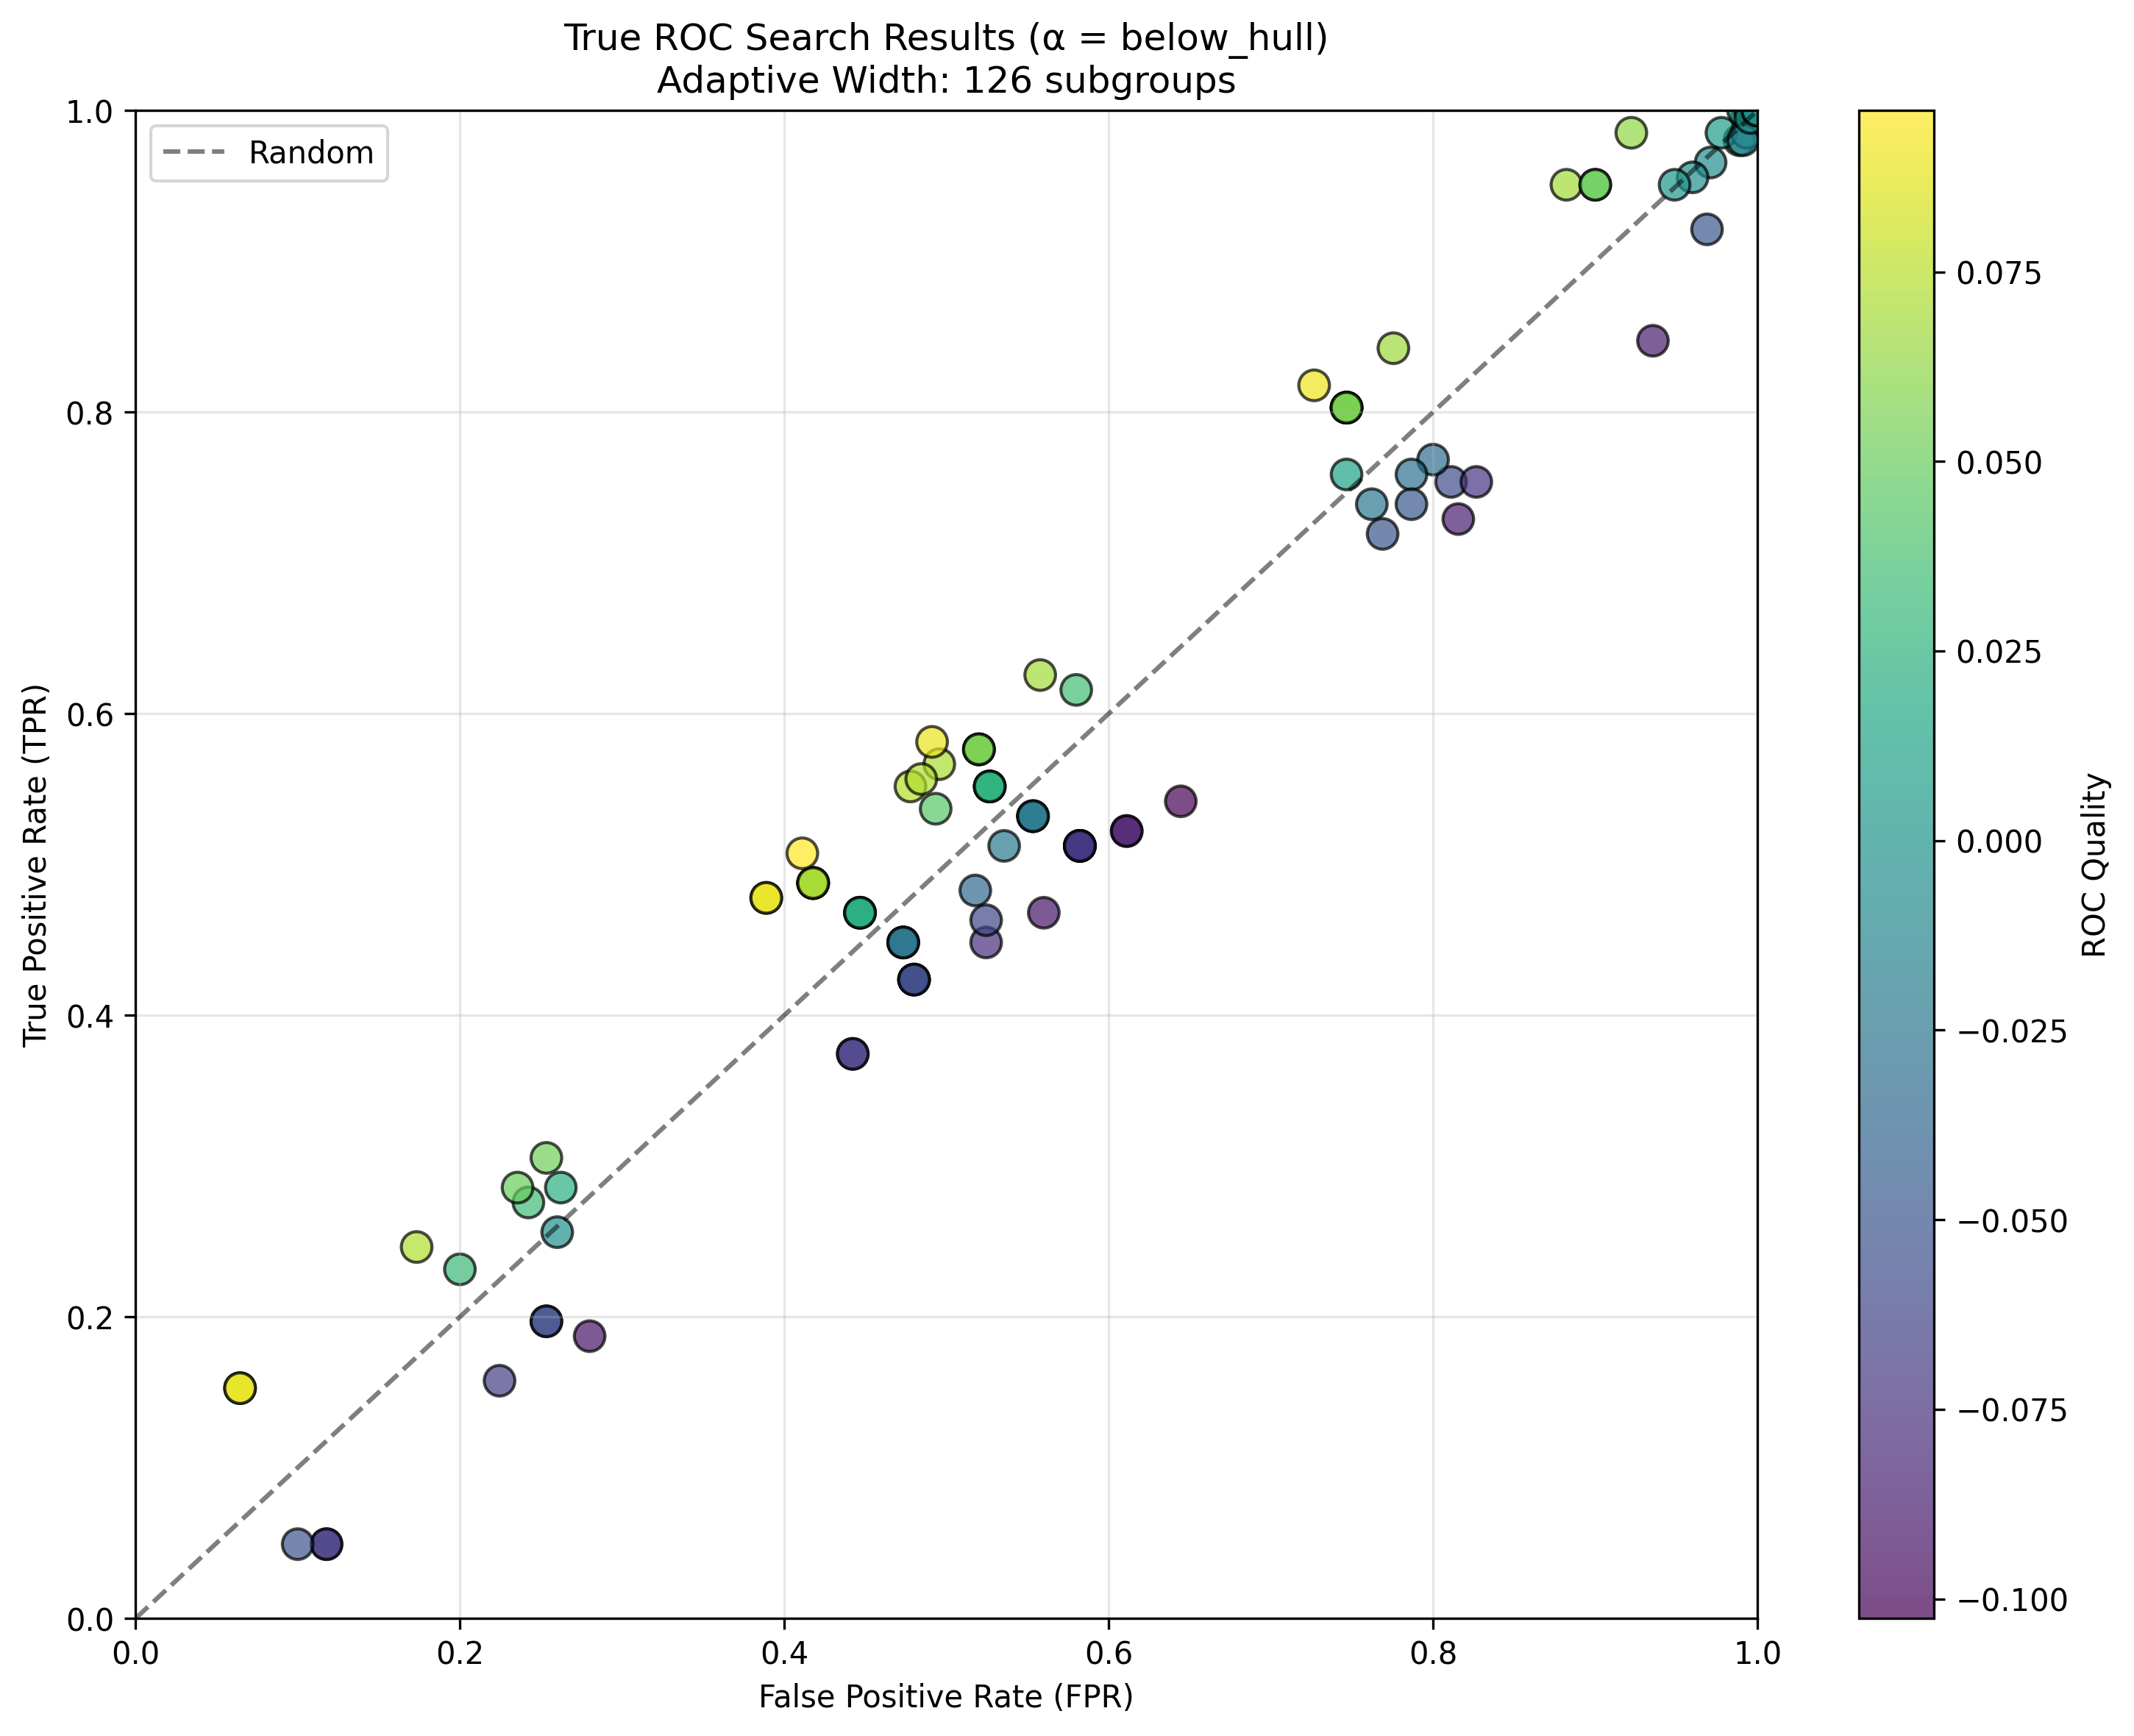 True ROC Search Results (α = below_hull)
Adaptive Width: 126 subgroups
Random
1.0
0.8
0.6
0.4
0.2
0.0
True Positive Rate (TPR)
0.0 0.2 0.4 0.6 0.8 1.0
False Positive Rate (FPR)
0.075
0.050
0.025
0.000
−0.025
−0.050
−0.075
−0.100
ROC Quality